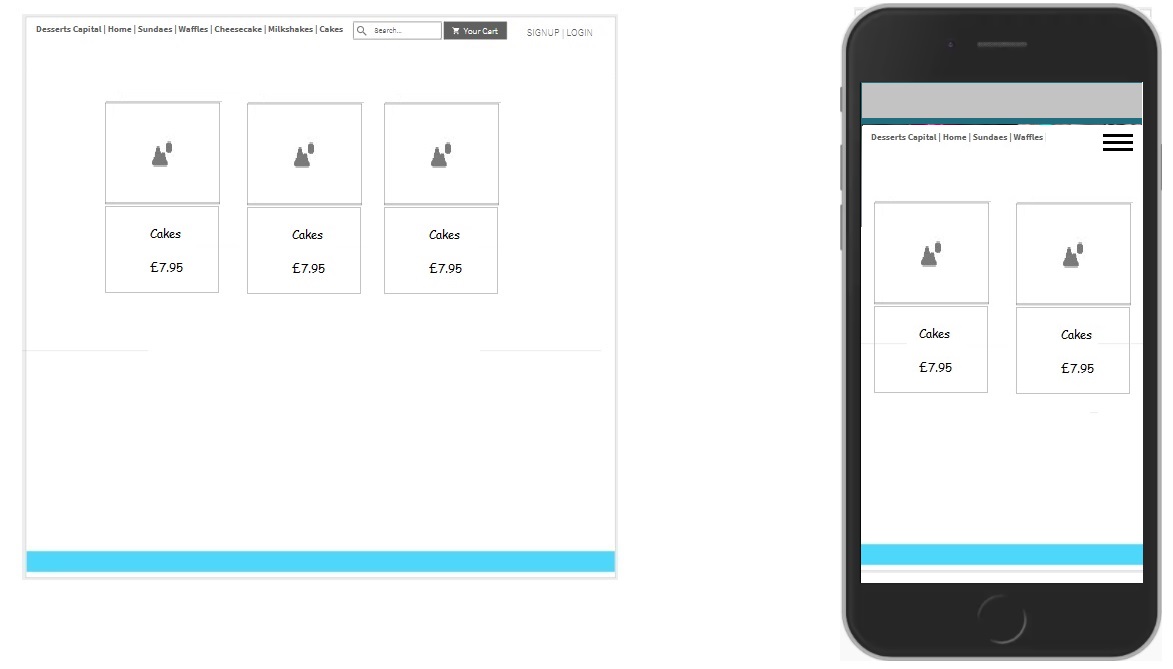 Desserts Capital | Home | Sundaes | Waffles | Cheesecake | Milkshakes | Cakes Search... Your Cart SIGNUP | LOGIN
Cakes Cakes Cakes
£7.95 £7.95 £7.95
Desserts Capital | Home | Sundaes | Waffles
Cakes Cakes
£7.95 £7.95